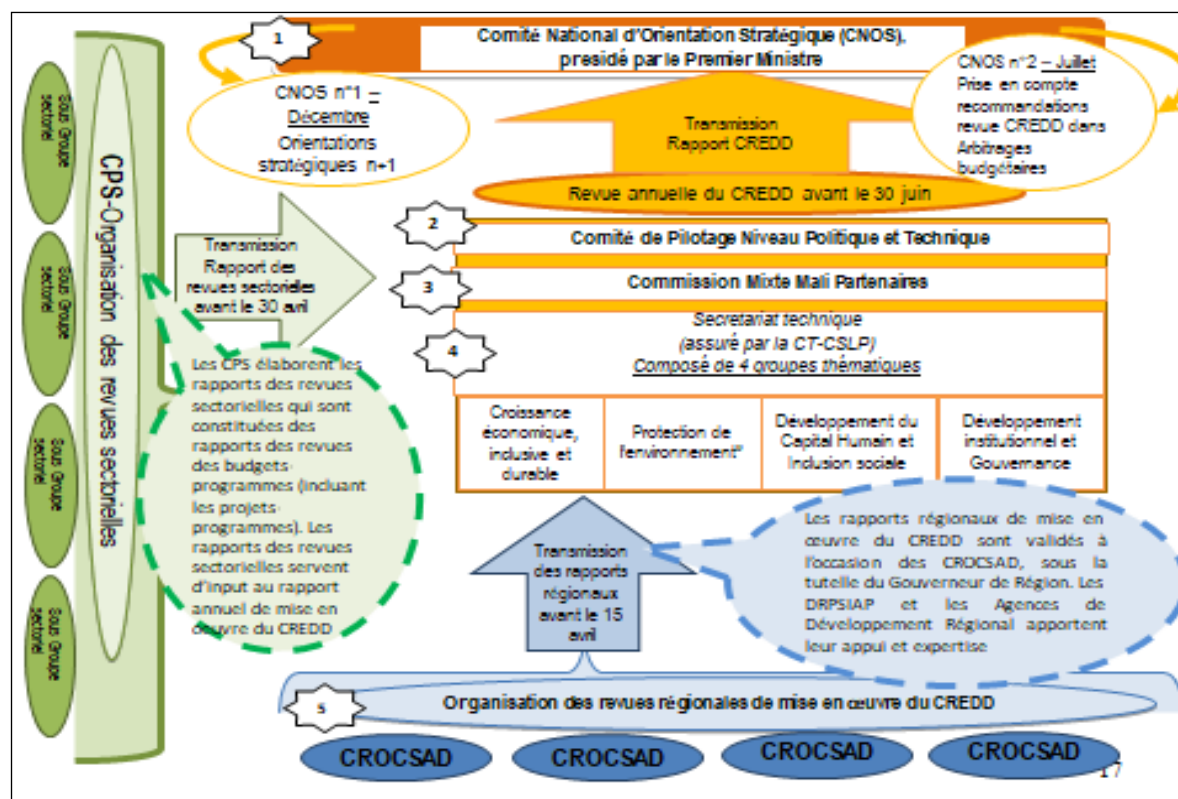 1
Comité National d'Orientation Stratégique (CNOS),
présidé par le Premier Ministre
CNOS n°1 –
Décembre
Orientations
stratégiques n+1
CNOS n°2 – Juillet
Prise en compte
recommandations
revue CREDD dans
Arbitrages
budgétaires
Transmission
Rapport CREDD
Revue annuelle du CREDD avant le 30 juin
2
Comité de Pilotage Niveau Politique et Technique
3
Commission Mixte Mali Partenaires
4
Secretariat technique
(assuré par la CT-CSLP)
Composé de 4 groupes thématiques
Croissance
économique,
inclusive et
durable
Protection de
l'environnement"
Développement du
Capital Humain et
Inclusion sociale
Développement
institutionnel et
Gouvernance
Sous Groupe
sectoriel
Sous Groupe
sectoriel
Sous Groupe
sectoriel
Sous Groupe
sectoriel
CPS-Organisation des revues sectorielles
Transmission
Rapport des
revues sectorielles
avant le 30 avril
Les CPS élaborent les
rapports des revues
sectorielles qui sont
constituées des
rapports des revues
des budgets-
programmes (incluant
les projets-
programmes). Les
rapports des revues
sectorielles servent
d'input au rapport
annuel de mise en
œuvre du CREDD
Transmission
des rapports
régionaux
avant le 15
avril
Les rapports régionaux de mise en
œuvre du CREDD sont validés à
l'occasion des CROCSAD, sous la
tutelle du Gouverneur de Région. Les
DRPSIAP et les Agences de
Développement Régional apportent
leur appui et expertise
5
Organisation des revues régionales de mise en œuvre du CREDD
CROCSAD
CROCSAD
CROCSAD
CROCSAD
17